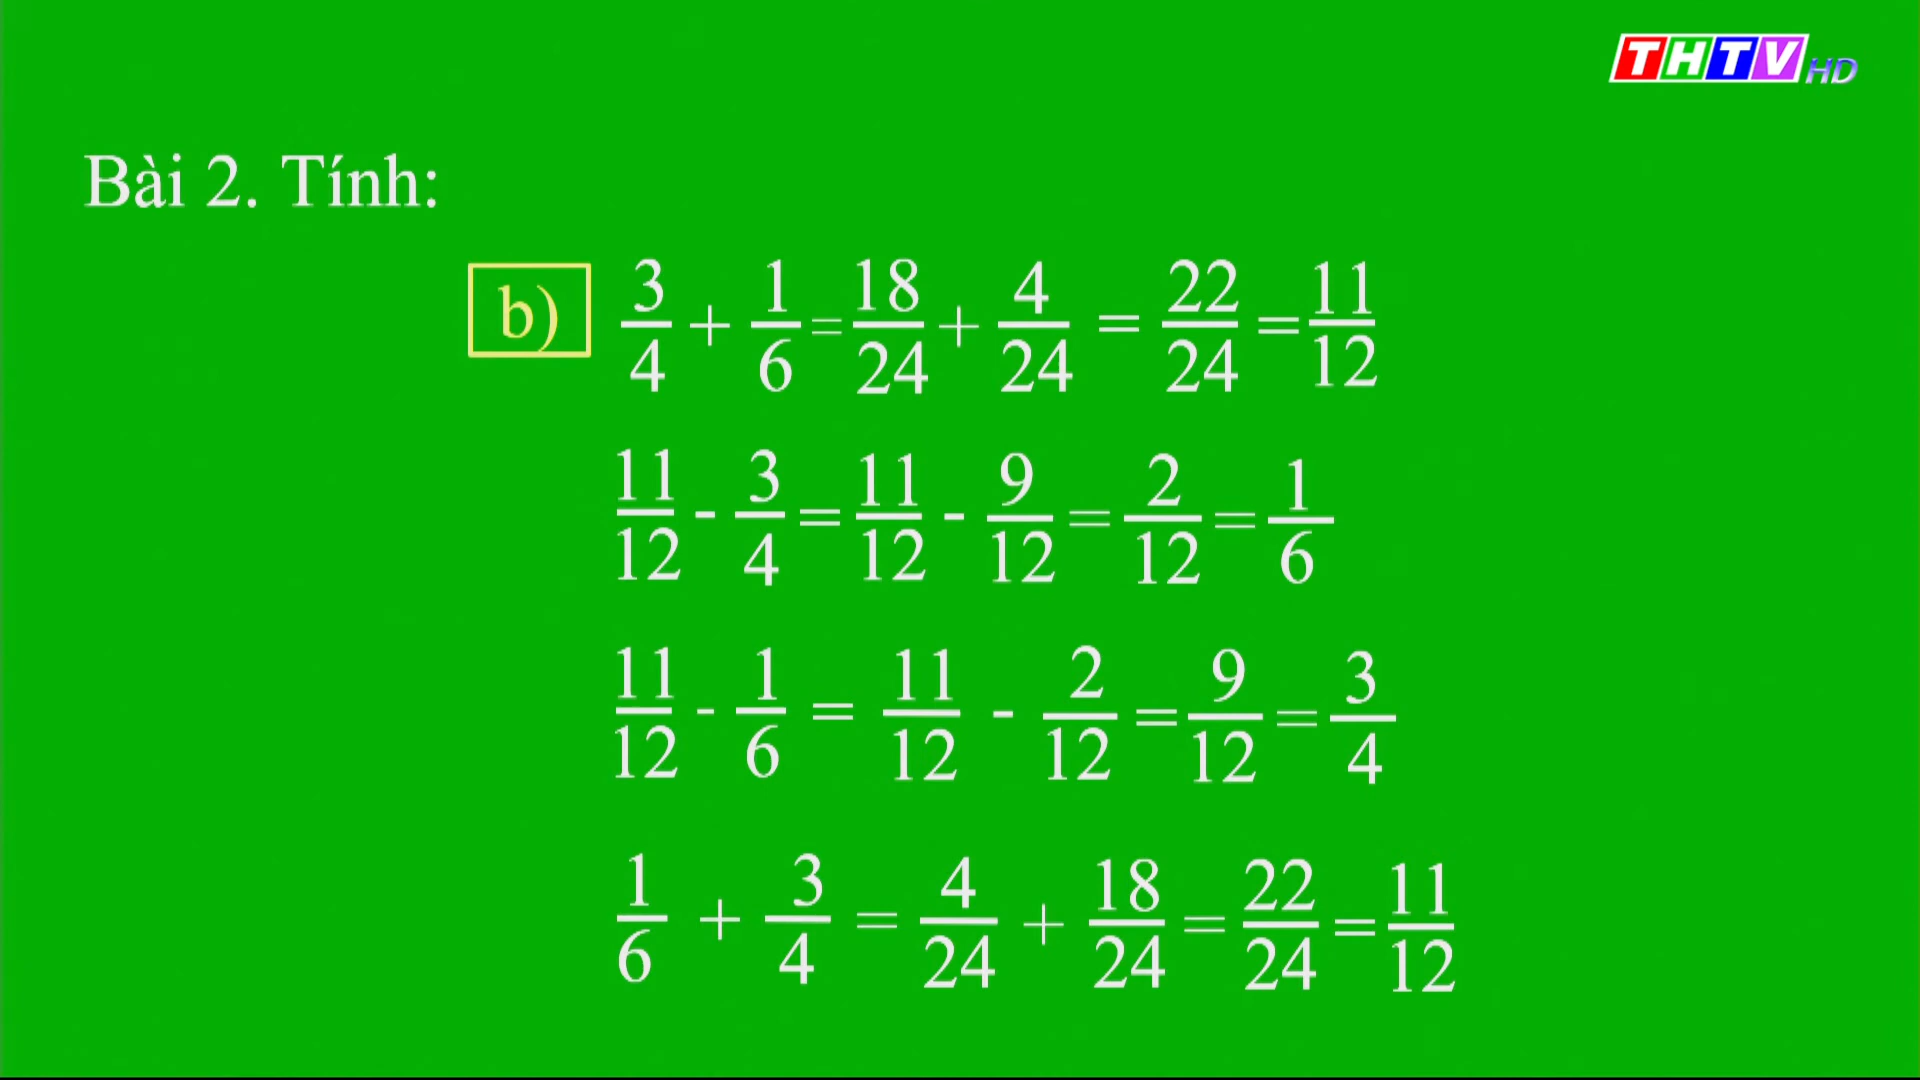 THTV HD
Bài 2. Tính:
b) 3/4 + 1/6 = 18/24 + 4/24 = 22/24 = 11/12
11/12 - 3/4 = 11/12 - 9/12 = 2/12 = 1/6
11/12 - 1/6 = 11/12 - 2/12 = 9/12 = 3/4
1/6 + 3/4 = 4/24 + 18/24 = 22/24 = 11/12